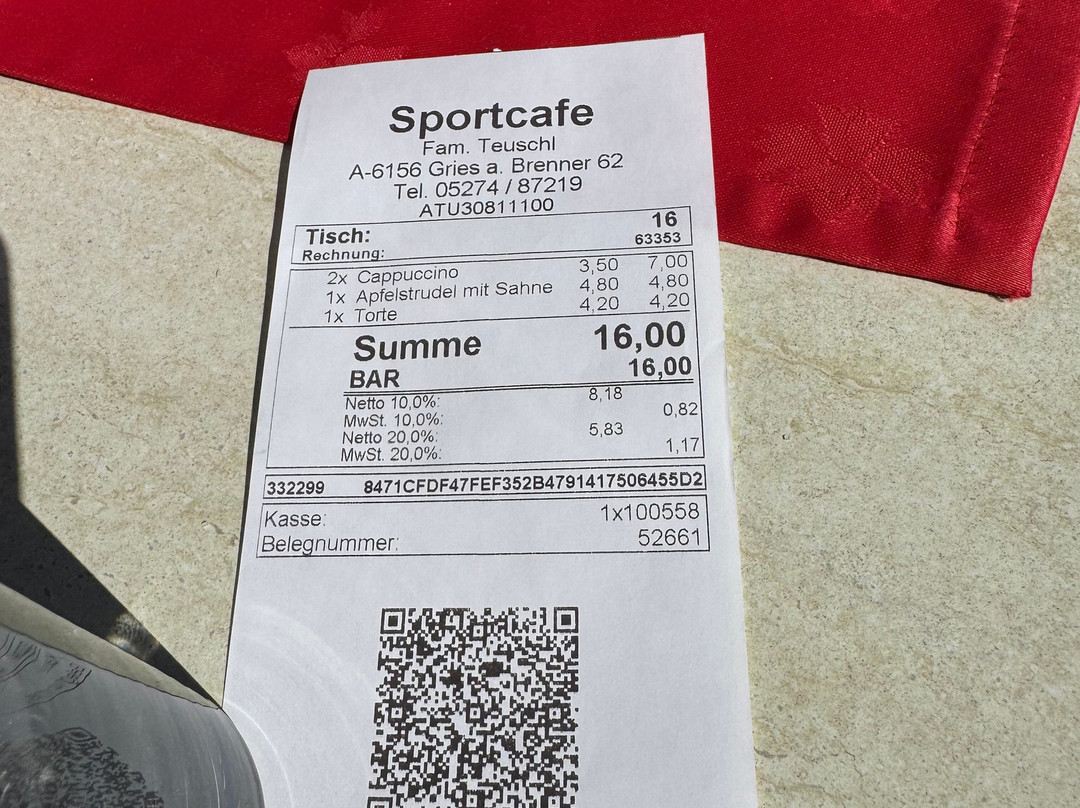 Sportcafe
Fam. Teuschl
A-6156 Gries a. Brenner 62
Tel. 05274 / 87219
ATU30811100
Tisch: 16
Rechnung: 63353
2x Cappuccino 3,50 7,00
1x Apfelstrudel mit Sahne 4,80 4,80
1x Torte 4,20 4,20
Summe 16,00
BAR 16,00
Netto 10,0%: 8,18
MwSt. 10,0%: 0,82
Netto 20,0%: 5,83
MwSt. 20,0%: 1,17
332299 8471CFDF47FEF352B4791417506455D2
Kasse: 1x100558
Belegnummer: 52661